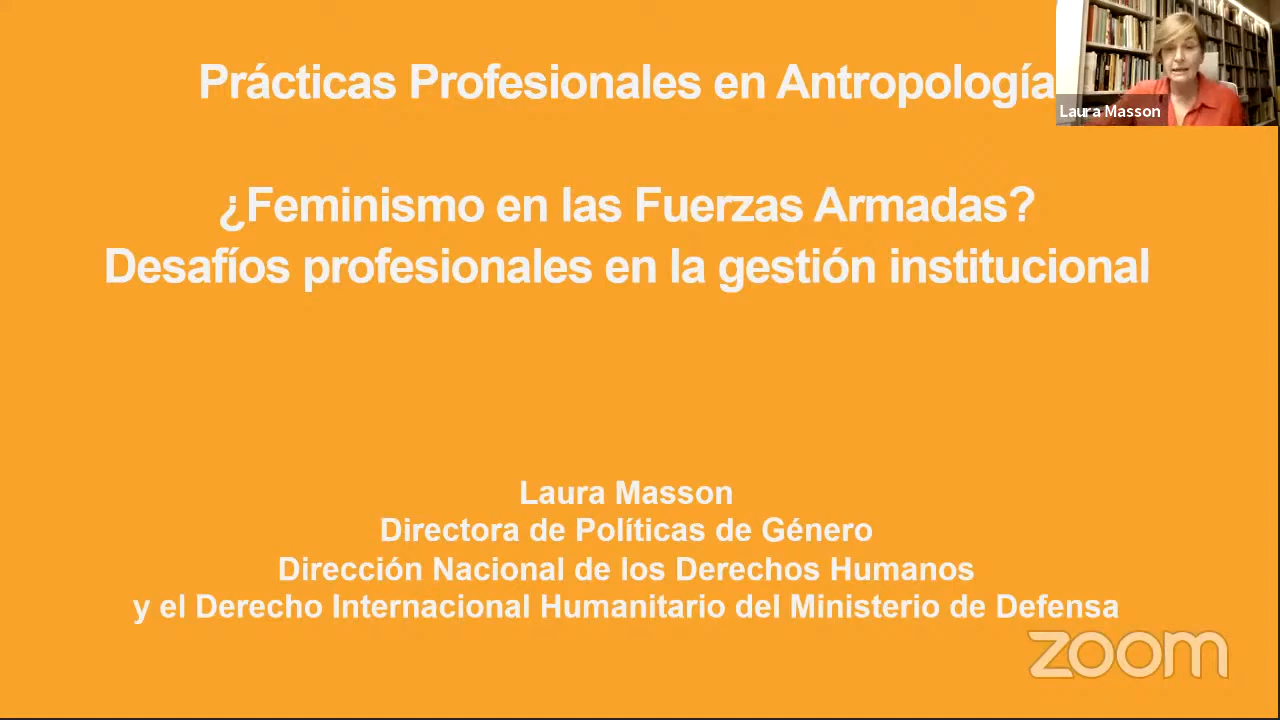 Prácticas Profesionales en Antropología
Laura Masson
¿Feminismo en las Fuerzas Armadas?
Desafíos profesionales en la gestión institucional
Laura Masson
Directora de Políticas de Género
Dirección Nacional de los Derechos Humanos
y el Derecho Internacional Humanitario del Ministerio de Defensa
zoom